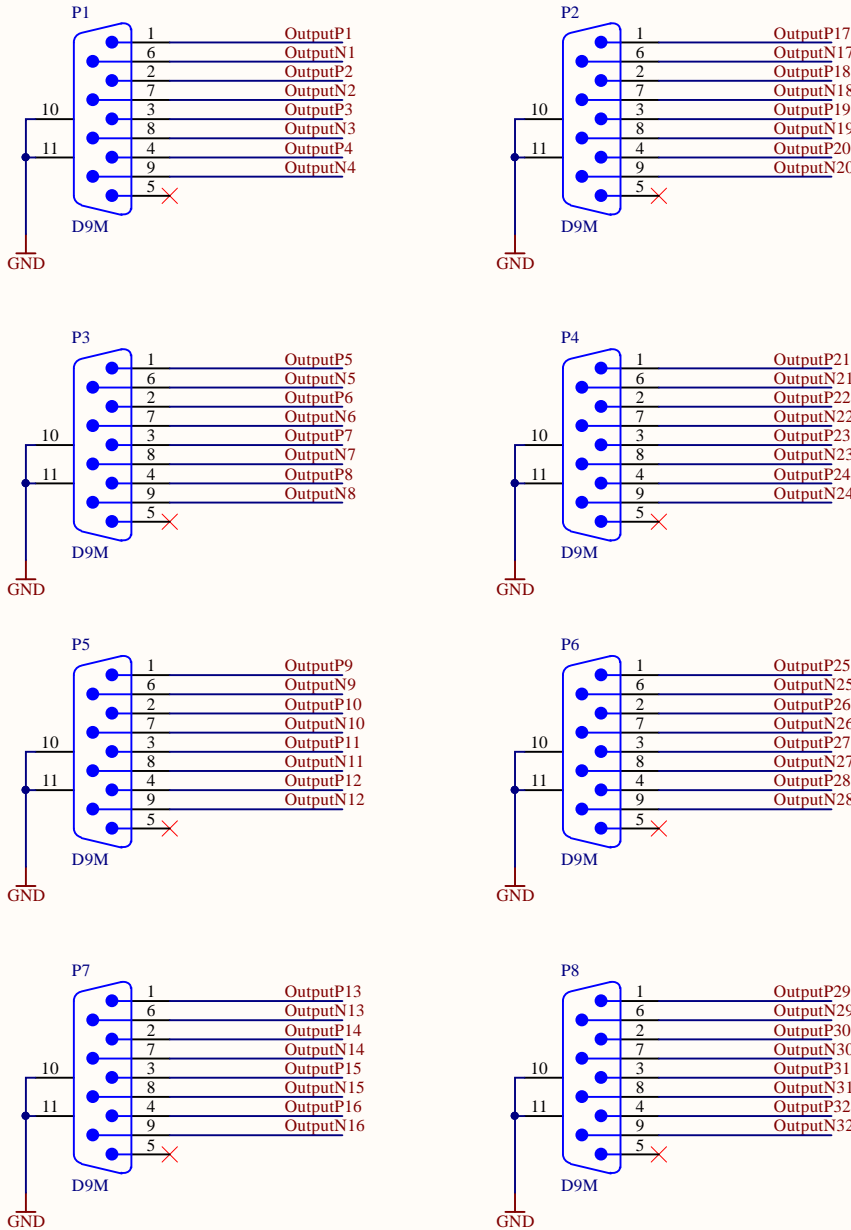 P1
1 OutputP1
6 OutputN1
2 OutputP2
7 OutputN2
10 3 OutputP3
8 OutputN3
11 4 OutputP4
9 OutputN4
5
D9M
GND
P2
1 OutputP17
6 OutputN17
2 OutputP18
7 OutputN18
10 3 OutputP19
8 OutputN19
11 4 OutputP20
9 OutputN20
5
D9M
GND
P3
1 OutputP5
6 OutputN5
2 OutputP6
7 OutputN6
10 3 OutputP7
8 OutputN7
11 4 OutputP8
9 OutputN8
5
D9M
GND
P4
1 OutputP21
6 OutputN21
2 OutputP22
7 OutputN22
10 3 OutputP23
8 OutputN23
11 4 OutputP24
9 OutputN24
5
D9M
GND
P5
1 OutputP9
6 OutputN9
2 OutputP10
7 OutputN10
10 3 OutputP11
8 OutputN11
11 4 OutputP12
9 OutputN12
5
D9M
GND
P6
1 OutputP25
6 OutputN25
2 OutputP26
7 OutputN26
10 3 OutputP27
8 OutputN27
11 4 OutputP28
9 OutputN28
5
D9M
GND
P7
1 OutputP13
6 OutputN13
2 OutputP14
7 OutputN14
10 3 OutputP15
8 OutputN15
11 4 OutputP16
9 OutputN16
5
D9M
GND
P8
1 OutputP29
6 OutputN29
2 OutputP30
7 OutputN30
10 3 OutputP31
8 OutputN31
11 4 OutputP32
9 OutputN32
5
D9M
GND